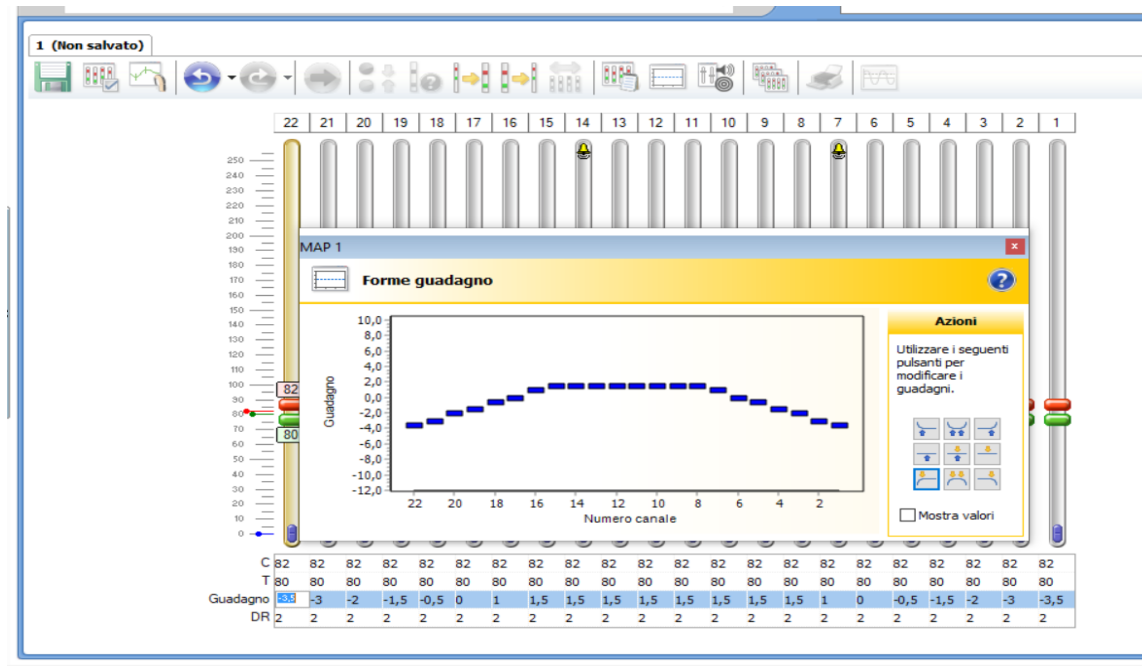 1 (Non salvato)
22 21 20 19 18 17 16 15 14 13 12 11 10 9 8 7 6 5 4 3 2 1
250
240
230
220
210
200
190
180
170
160
150
140
130
120
110
100
90
80
70
60
50
40
30
20
10
0
82
80
MAP 1
x
Forme guadagno
?
10,0
8,0
6,0
4,0
2,0
0,0
-2,0
-4,0
-6,0
-8,0
-10,0
-12,0
Guadagno
22 20 18 16 14 12 10 8 6 4 2
Numero canale
Azioni
Utilizzare i seguenti
pulsanti per
modificare i
guadagni.
Mostra valori
C 82 82 82 82 82 82 82 82 82 82 82 82 82 82 82 82 82 82 82 82 82 82
T 80 80 80 80 80 80 80 80 80 80 80 80 80 80 80 80 80 80 80 80 80 80
Guadagno -3,5 -3 -2 -1,5 -0,5 0 1 1,5 1,5 1,5 1,5 1,5 1,5 1,5 1,5 1 0 -0,5 -1,5 -2 -3 -3,5
DR 2 2 2 2 2 2 2 2 2 2 2 2 2 2 2 2 2 2 2 2 2 2